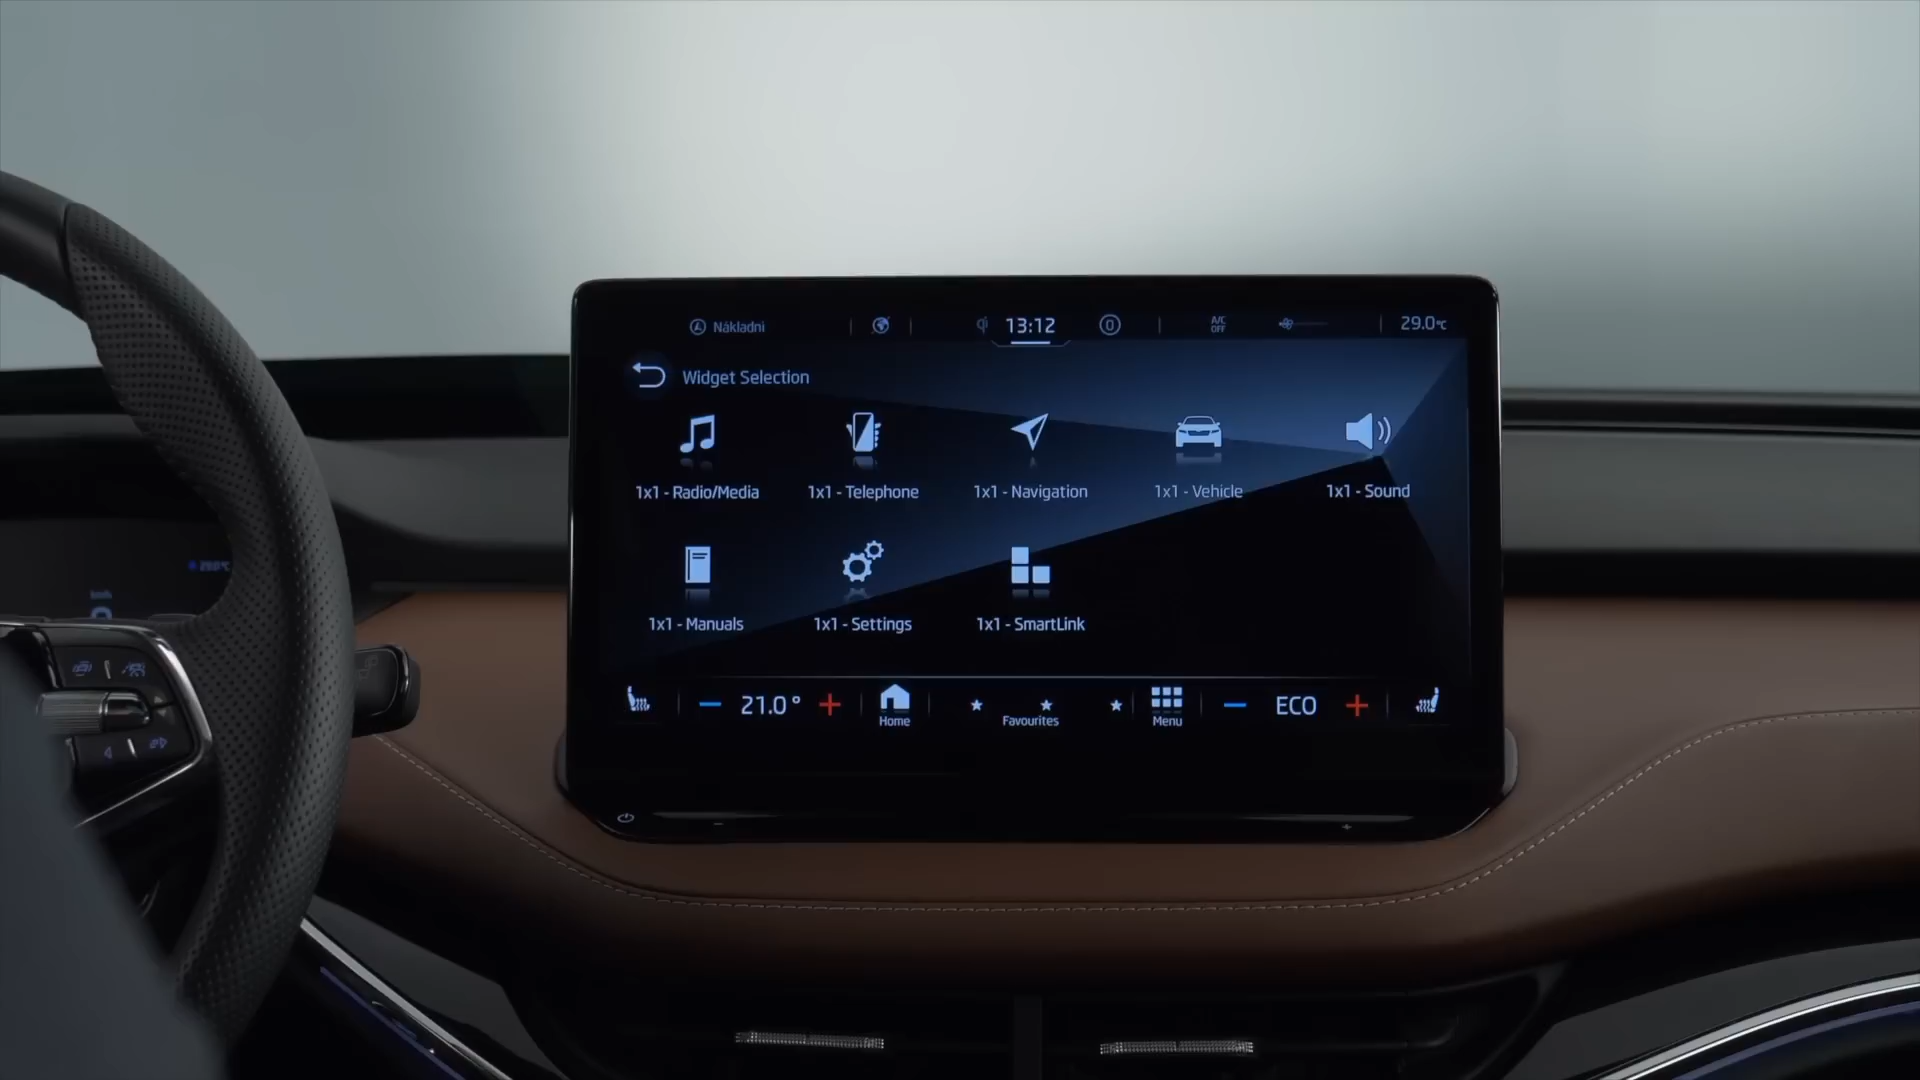 Nákladní
13:12
A/C
OFF
29.0°C
Widget Selection
1x1 - Radio/Media
1x1 - Telephone
1x1 - Navigation
1x1 - Vehicle
1x1 - Sound
1x1 - Manuals
1x1 - Settings
1x1 - SmartLink
21.0°
Home
Favourites
Menu
ECO